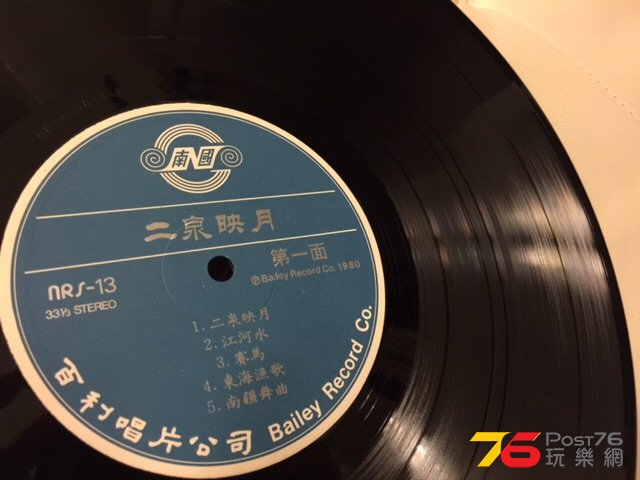 南國
二泉映月
第一面
℗Bailey Record Co. 1980
NRS-13
33⅓ STEREO
1. 二泉映月
2. 江河水
3. 賽馬
4. 東海漁歌
5. 南疆舞曲
百利唱片公司 Bailey Record Co.
76 Post76
玩樂網